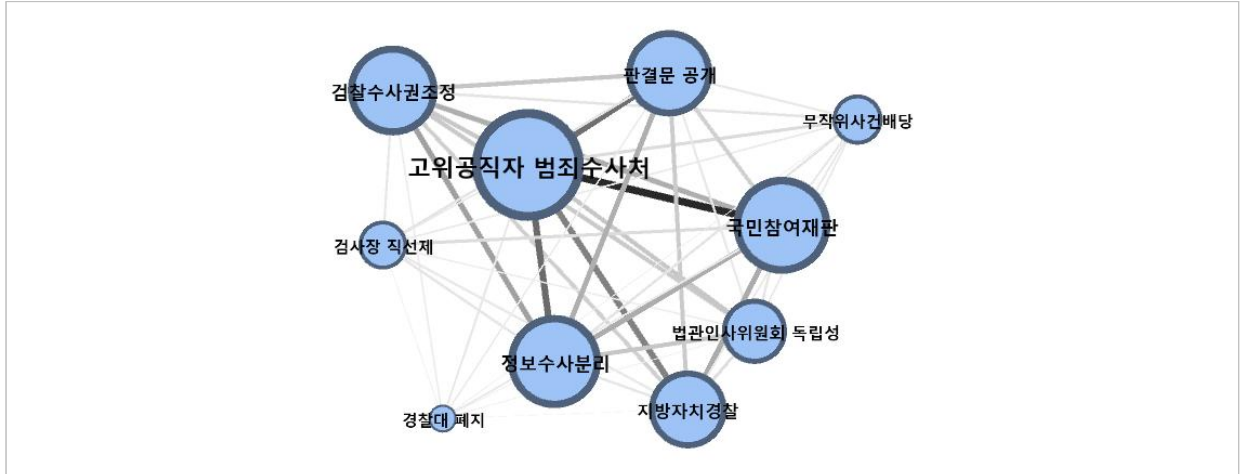 판결문 공개
검찰수사권조정
무작위사건배당
고위공직자 범죄수사처
국민참여재판
검사장 직선제
법관인사위원회 독립성
정보수사분리
지방자치경찰
경찰대 폐지